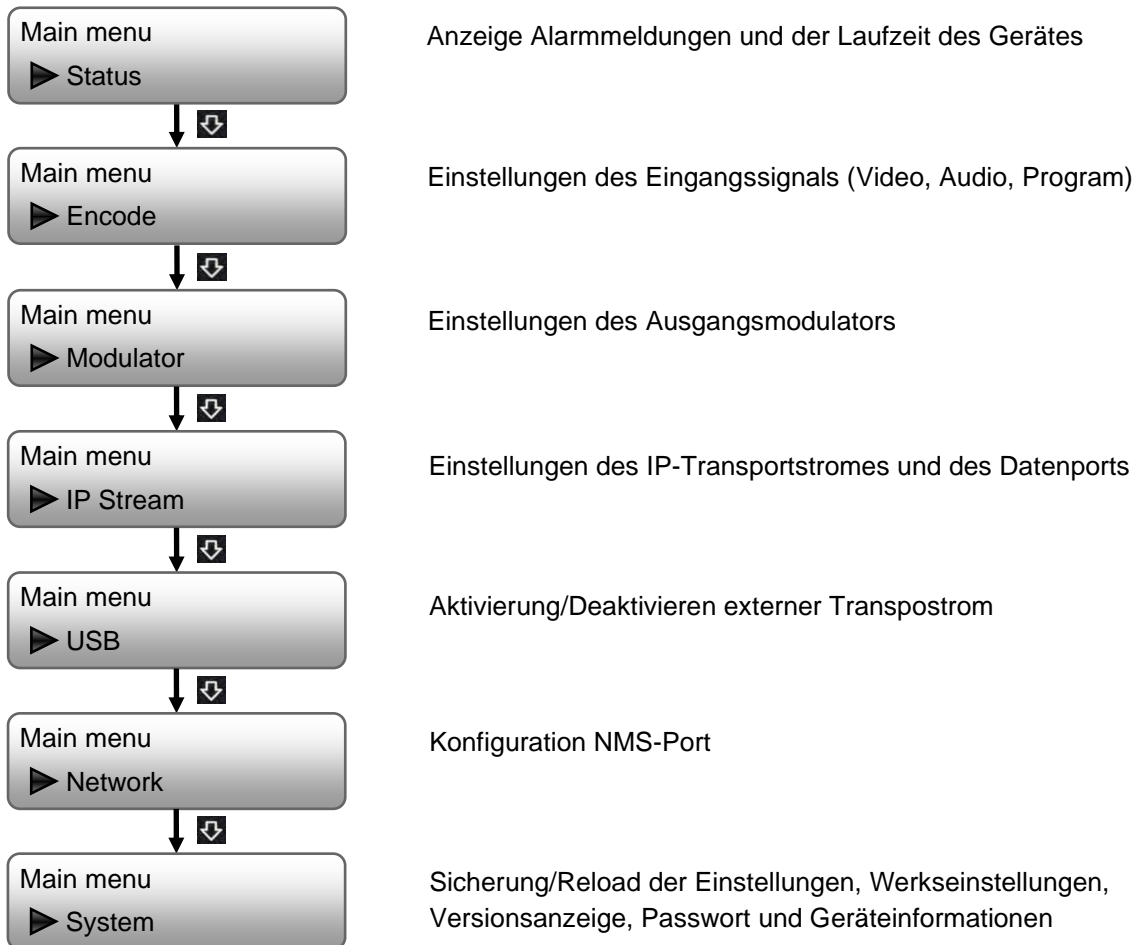 Main menu
Status
Anzeige Alarmmeldungen und der Laufzeit des Gerätes
Main menu
Encode
Einstellungen des Eingangssignals (Video, Audio, Program)
Main menu
Modulator
Einstellungen des Ausgangsmodulators
Main menu
IP Stream
Einstellungen des IP-Transportstromes und des Datenports
Main menu
USB
Aktivierung/Deaktivieren externer Transpostrom
Main menu
Network
Konfiguration NMS-Port
Main menu
System
Sicherung/Reload der Einstellungen, Werkseinstellungen,
Versionsanzeige, Passwort und Geräteinformationen